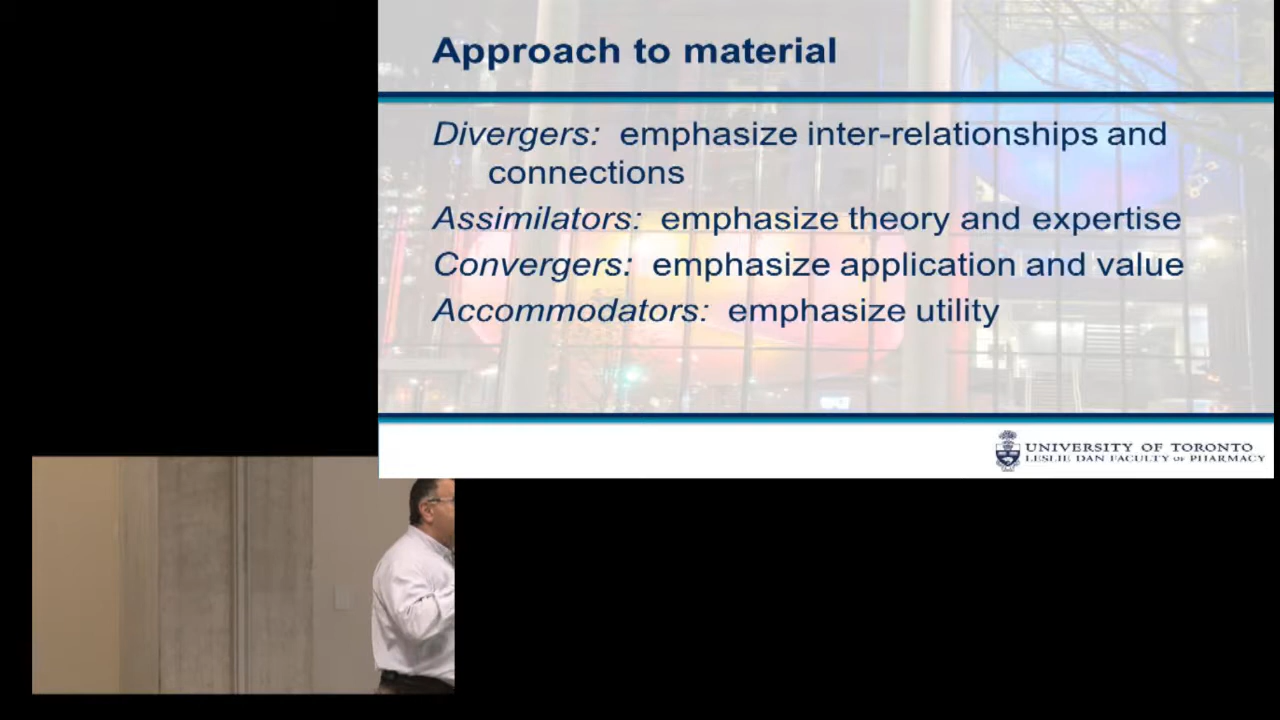 Approach to material
Divergers: emphasize inter-relationships and
connections
Assimilators: emphasize theory and expertise
Convergers: emphasize application and value
Accommodators: emphasize utility
UNIVERSITY OF TORONTO
LESLIE DAN FACULTY OF PHARMACY